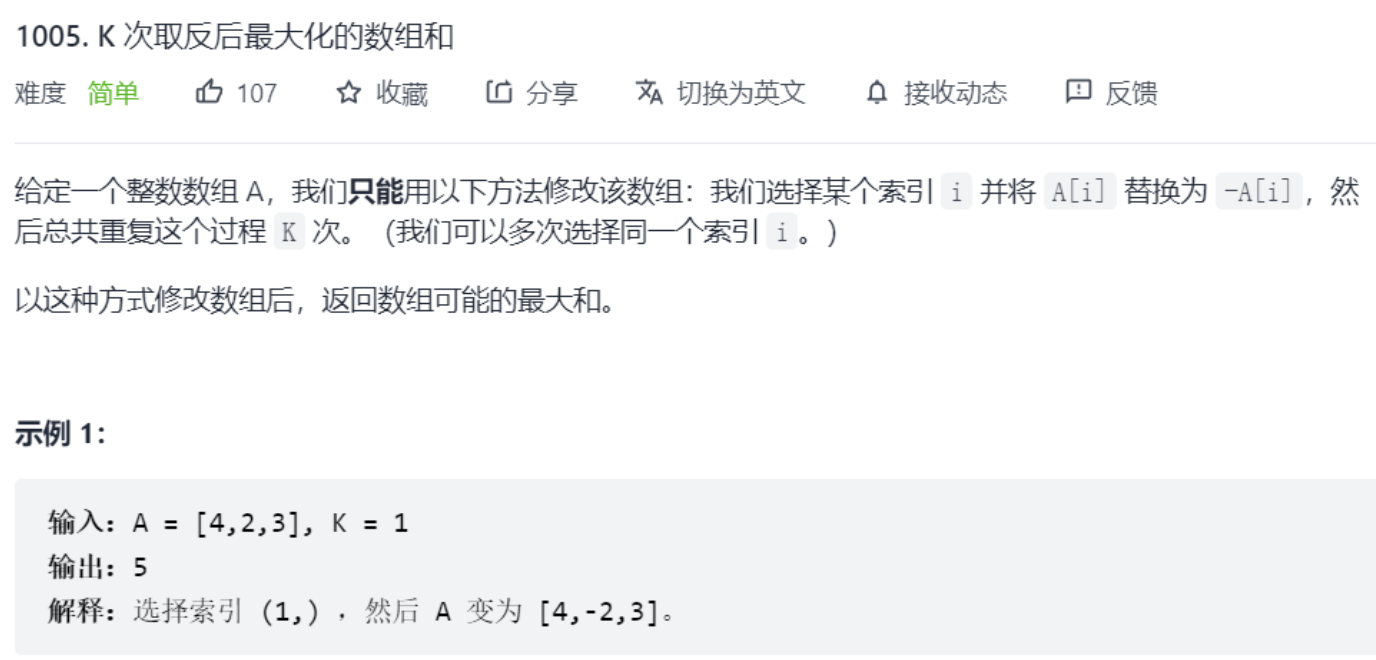 1005. K 次取反后最大化的数组和
难度 简单 107 收藏 分享 切换为英文 接收动态 反馈
给定一个整数数组 A，我们只能用以下方法修改该数组：我们选择某个索引 i 并将 A[i] 替换为 -A[i]，然
后总共重复这个过程 K 次。（我们可以多次选择同一个索引 i。）
以这种方式修改数组后，返回数组可能的最大和。
示例 1：
输入：A = [4,2,3], K = 1
输出：5
解释：选择索引 (1,) ，然后 A 变为 [4,-2,3]。